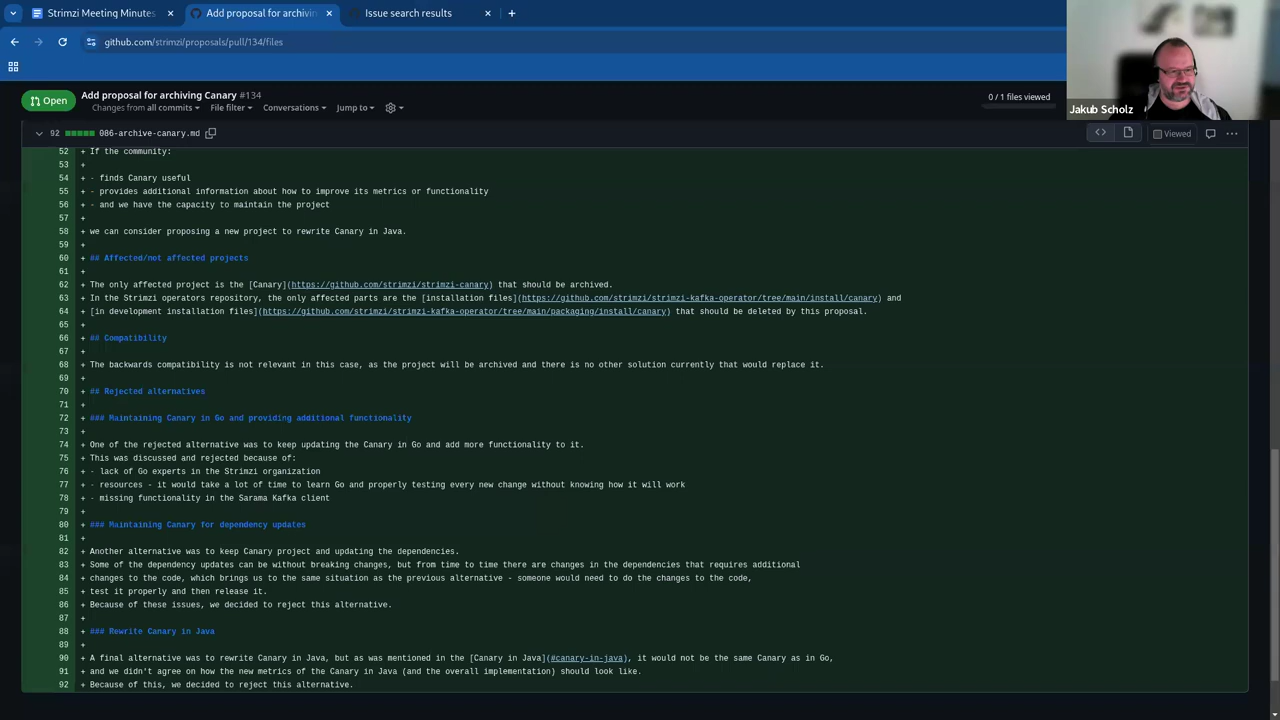 Strimzi Meeting Minutes
Add proposal for archivin
Issue search results
github.com/strimzi/proposals/pull/134/files
Open
Add proposal for archiving Canary #134
Changes from all commits
File filter
Conversations
Jump to
0 / 1 files viewed
Jakub Scholz
92 086-archive-canary.md
Viewed
52 + If the community:
53 +
54 + - finds Canary useful
55 + - provides additional information about how to improve its metrics or functionality
56 + - and we have the capacity to maintain the project
57 +
58 + we can consider proposing a new project to rewrite Canary in Java.
59 +
60 + ## Affected/not affected projects
61 +
62 + The only affected project is the [Canary](https://github.com/strimzi/strimzi-canary) that should be archived.
63 + In the Strimzi operators repository, the only affected parts are the [installation files](https://github.com/strimzi/strimzi-kafka-operator/tree/main/install/canary) and
64 + [in development installation files](https://github.com/strimzi/strimzi-kafka-operator/tree/main/packaging/install/canary) that should be deleted by this proposal.
65 +
66 + ## Compatibility
67 +
68 + The backwards compatibility is not relevant in this case, as the project will be archived and there is no other solution currently that would replace it.
69 +
70 + ## Rejected alternatives
71 +
72 + ### Maintaining Canary in Go and providing additional functionality
73 +
74 + One of the rejected alternative was to keep updating the Canary in Go and add more functionality to it.
75 + This was discussed and rejected because of:
76 + - lack of Go experts in the Strimzi organization
77 + - resources - it would take a lot of time to learn Go and properly testing every new change without knowing how it will work
78 + - missing functionality in the Sarama Kafka client
79 +
80 + ### Maintaining Canary for dependency updates
81 +
82 + Another alternative was to keep Canary project and updating the dependencies.
83 + Some of the dependency updates can be without breaking changes, but from time to time there are changes in the dependencies that requires additional
84 + changes to the code, which brings us to the same situation as the previous alternative - someone would need to do the changes to the code,
85 + test it properly and then release it.
86 + Because of these issues, we decided to reject this alternative.
87 +
88 + ### Rewrite Canary in Java
89 +
90 + A final alternative was to rewrite Canary in Java, but as was mentioned in the [Canary in Java](#canary-in-java), it would not be the same Canary as in Go,
91 + and we didn't agree on how the new metrics of the Canary in Java (and the overall implementation) should look like.
92 + Because of this, we decided to reject this alternative.